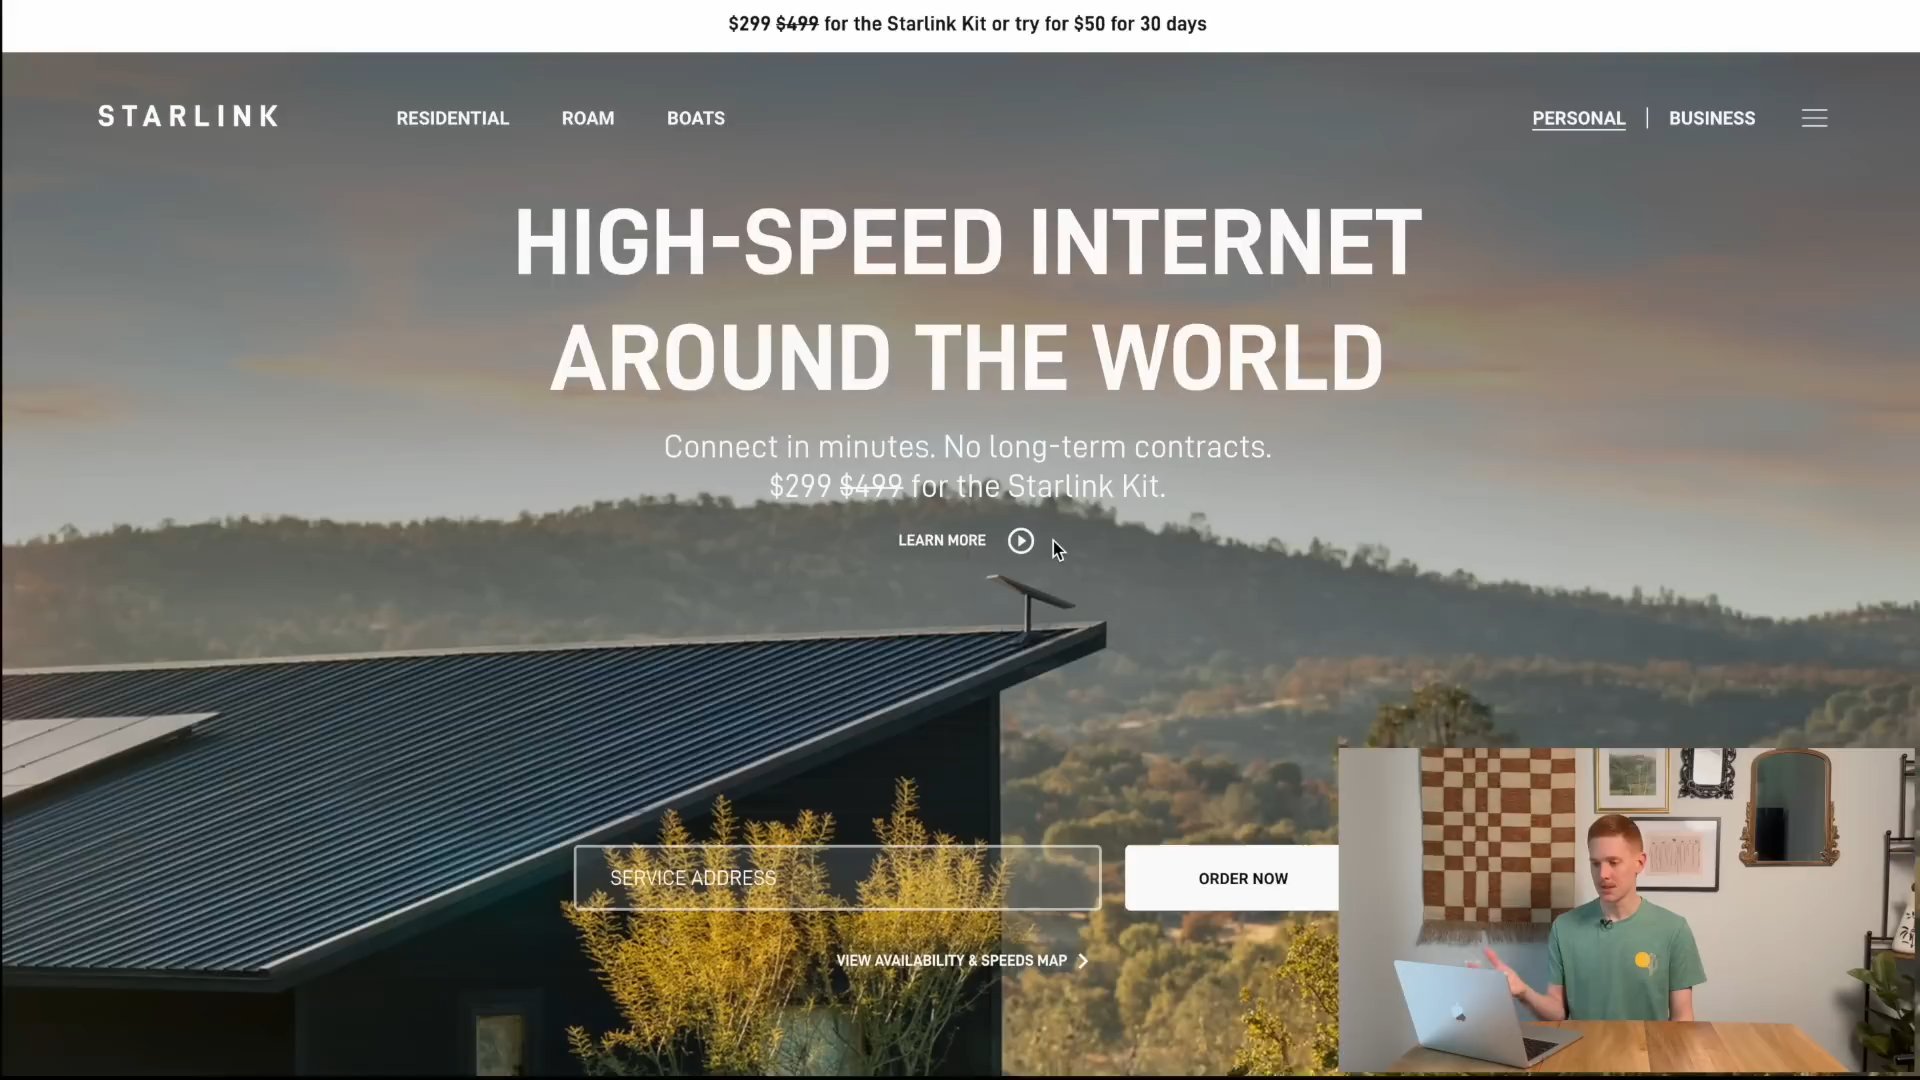 $299 $499 for the Starlink Kit or try for $50 for 30 days
STARLINK
RESIDENTIAL
ROAM
BOATS
PERSONAL
BUSINESS
HIGH-SPEED INTERNET
AROUND THE WORLD
Connect in minutes. No long-term contracts.
$299 $499 for the Starlink Kit.
LEARN MORE
SERVICE ADDRESS
ORDER NOW
VIEW AVAILABILITY & SPEEDS MAP